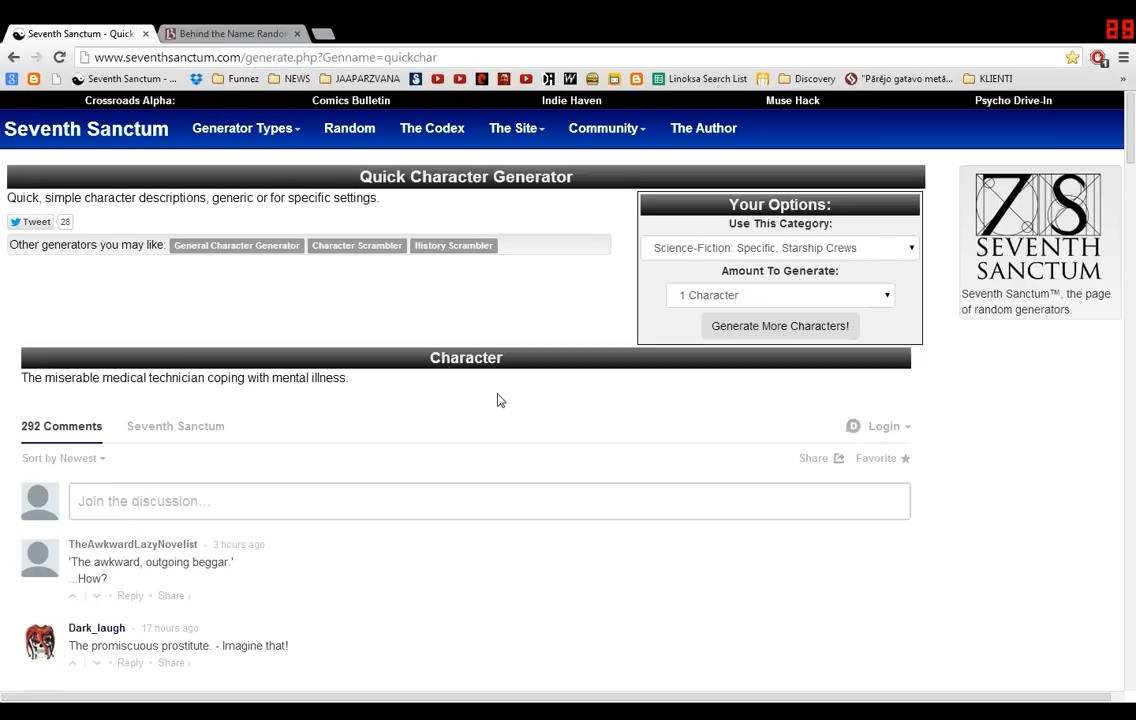 29
Seventh Sanctum - Quick
Behind the Name: Rando
www.seventhsanctum.com/generate.php?Genname=quickchar
Seventh Sanctum - ...
Funnez
NEWS
JAAPARZVANA
Linoksa Search List
Discovery
"Pārējo gatavo metā...
KLIENTI
»
Crossroads Alpha:
Comics Bulletin
Indie Haven
Muse Hack
Psycho Drive-In
Seventh Sanctum
Generator Types
Random
The Codex
The Site
Community
The Author
Quick Character Generator
Quick, simple character descriptions, generic or for specific settings.
Tweet 28
Other generators you may like: General Character Generator Character Scrambler History Scrambler
Your Options:
Use This Category:
Science-Fiction: Specific, Starship Crews
Amount To Generate:
1 Character
Generate More Characters!
7S
SEVENTH
SANCTUM
Seventh Sanctum™, the page
of random generators.
Character
The miserable medical technician coping with mental illness.
292 Comments
Seventh Sanctum
Login
Sort by Newest
Share
Favorite ★
Join the discussion...
TheAwkwardLazyNovelist • 3 hours ago
'The awkward, outgoing beggar.'
...How?
• Reply • Share ›
Dark_laugh • 17 hours ago
The promiscuous prostitute. - Imagine that!
• Reply • Share ›